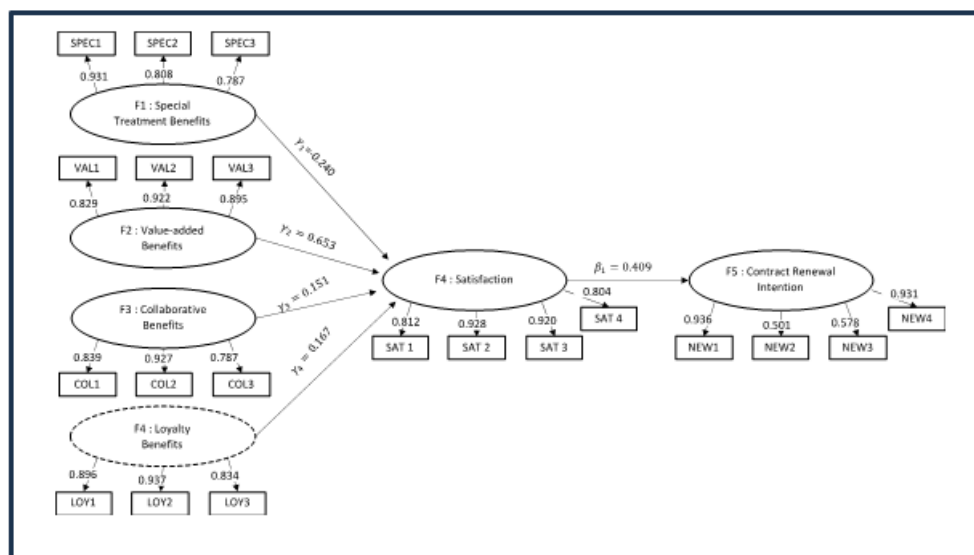 SPEC1 SPEC2 SPEC3
0.931 0.808 0.787
F1 : Special
Treatment Benefits
γ₁=-0.240
VAL1 VAL2 VAL3
0.829 0.922 0.895
F2 : Value-added
Benefits
γ₂ = 0.653
F3 : Collaborative
Benefits
γ₃ = 0.151
0.839 0.927 0.787
COL1 COL2 COL3
F4 : Loyalty
Benefits
γ₄ = 0.167
0.896 0.937 0.834
LOY1 LOY2 LOY3
F4 : Satisfaction
0.812 0.928 0.920 0.804
SAT 1 SAT 2 SAT 3 SAT 4
β₁ = 0.409
F5 : Contract Renewal
Intention
0.936 0.501 0.578 0.931
NEW1 NEW2 NEW3 NEW4